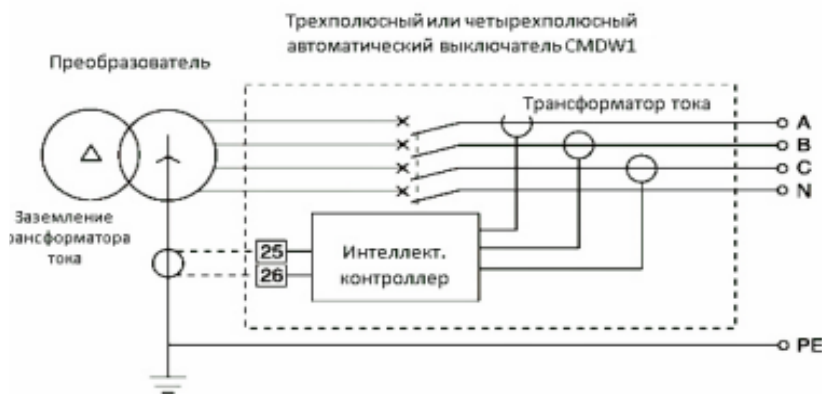 Трехполюсный или четырехполюсный
автоматический выключатель CMDW1
Преобразователь
Трансформатор тока
A
B
C
N
Заземление
рансформатора
тока
25
26
Интеллект.
контроллер
PE